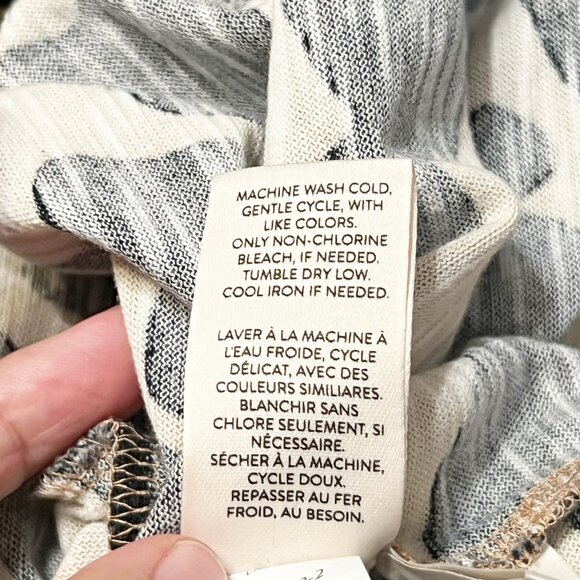 MACHINE WASH COLD,
GENTLE CYCLE, WITH
LIKE COLORS.
ONLY NON-CHLORINE
BLEACH, IF NEEDED.
TUMBLE DRY LOW.
COOL IRON IF NEEDED.
LAVER À LA MACHINE À
L'EAU FROIDE, CYCLE
DÉLICAT, AVEC DES
COULEURS SIMILIARES.
BLANCHIR SANS
CHLORE SEULEMENT, SI
NÉCESSAIRE.
SÉCHER À LA MACHINE,
CYCLE DOUX.
REPASSER AU FER
FROID, AU BESOIN.